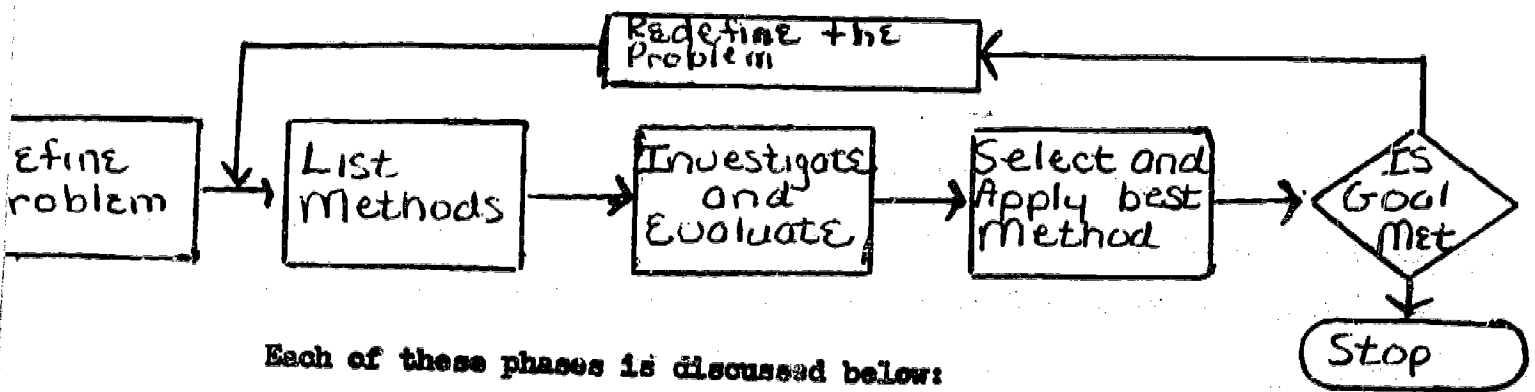 Redefine the
Problem
efine
roblem
List
Methods
Investigate
and
Evaluate
Select and
Apply best
Method
Is
Goal
Met
Stop
Each of these phases is discussed below: